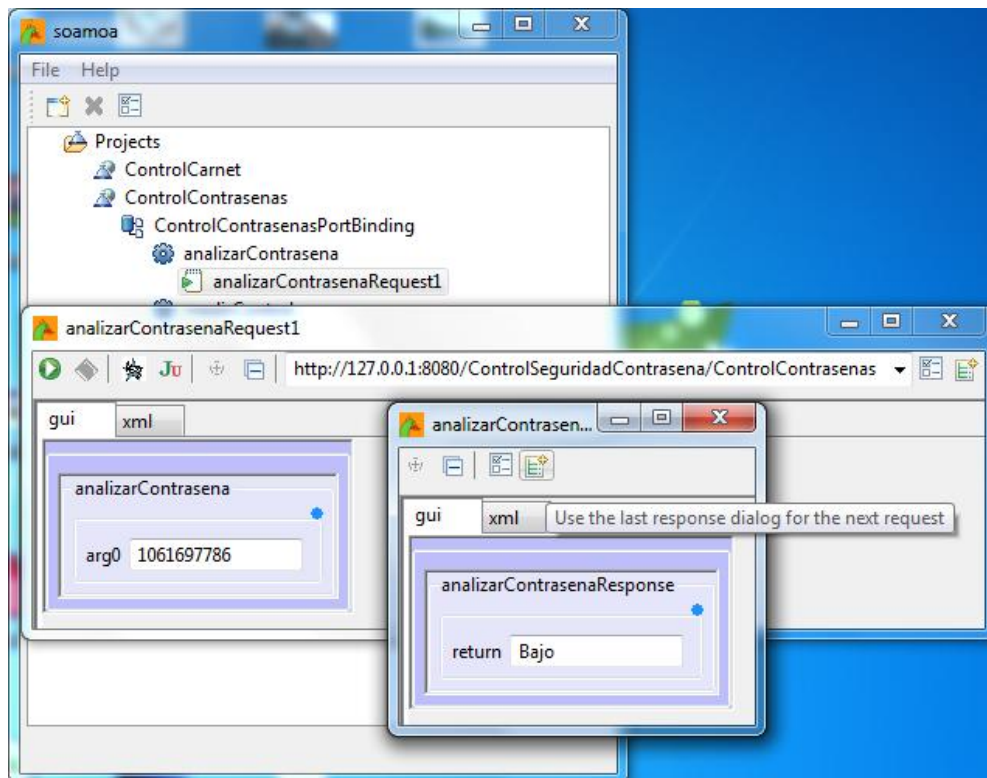 soamoa
File Help
Projects
ControlCarnet
ControlContrasenas
ControlContrasenasPortBinding
analizarContrasena
analizarContrasenaRequest1
analizarContrasenaRequest1
Ju http://127.0.0.1:8080/ControlSeguridadContrasena/ControlContrasenas
gui xml
analizarContrasena
arg0 1061697786
analizarContrasen...
gui xml
Use the last response dialog for the next request
analizarContrasenaResponse
return Bajo